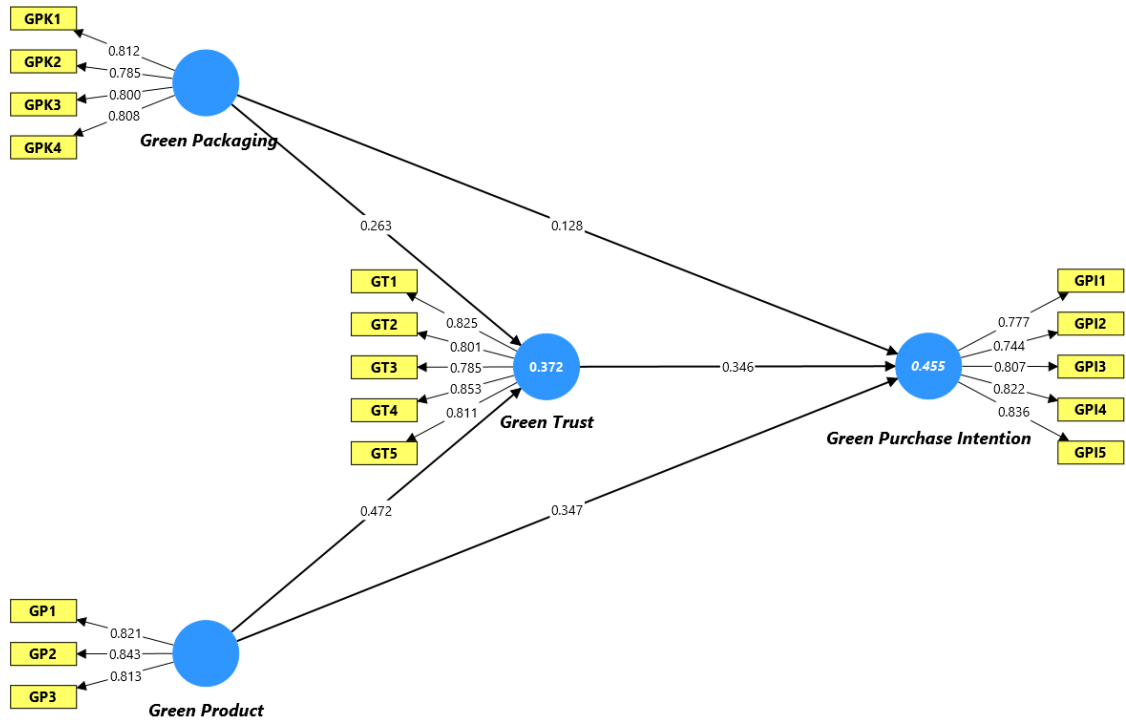 GPK1
0.812
GPK2
0.785
GPK3
0.800
GPK4
0.808
Green Packaging
0.263
0.128
GT1
0.825
GT2
0.801
GT3
0.785
GT4
0.853
GT5
0.811
0.372
Green Trust
0.346
0.455
Green Purchase Intention
GPI1
0.777
GPI2
0.744
GPI3
0.807
GPI4
0.822
GPI5
0.836
0.472
0.347
GP1
0.821
GP2
0.843
GP3
0.813
Green Product